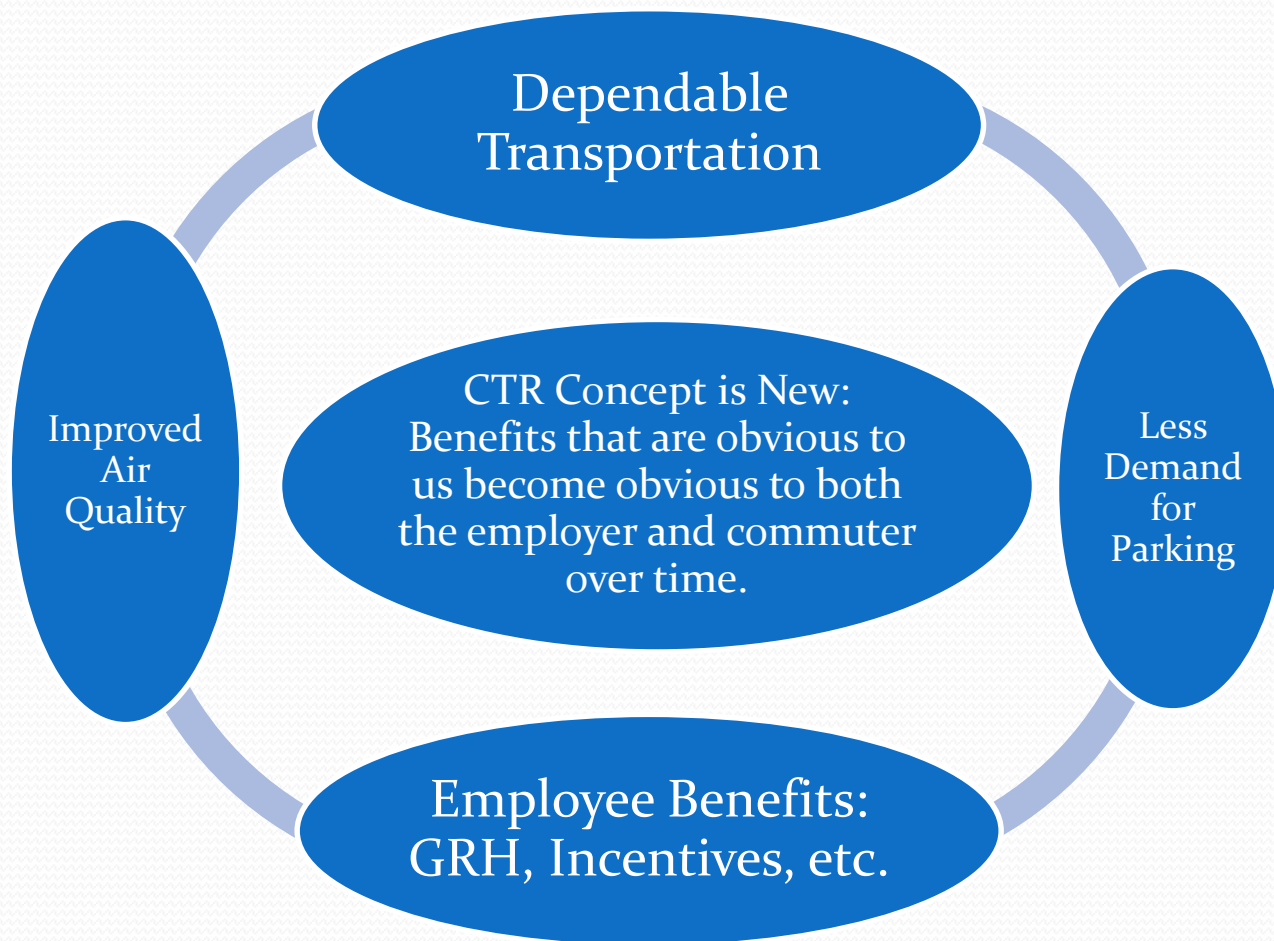 Dependable
Transportation
Improved
Air
Quality
CTR Concept is New:
Benefits that are obvious to
us become obvious to both
the employer and commuter
over time.
Less
Demand
for
Parking
Employee Benefits:
GRH, Incentives, etc.